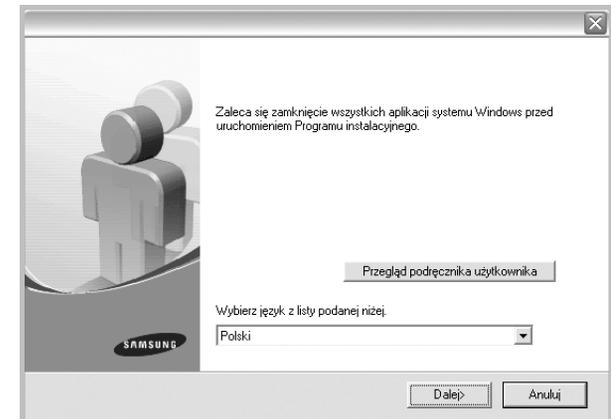 Zaleca się zamknięcie wszystkich aplikacji systemu Windows przed
uruchomieniem Programu instalacyjnego.
Przegląd podręcznika użytkownika
Wybierz język z listy podanej niżej.
Polski
SAMSUNG
Dalej>
Anuluj